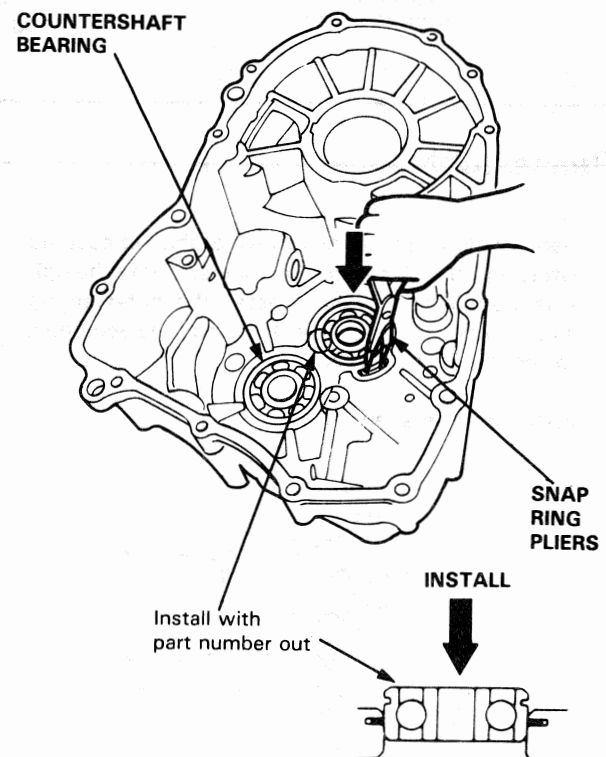 COUNTERSHAFT
BEARING
SNAP
RING
PLIERS
INSTALL
Install with
part number out